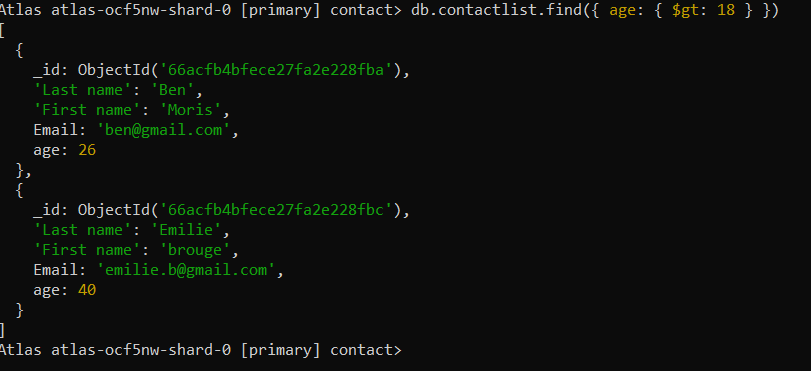 Atlas atlas-ocf5nw-shard-0 [primary] contact> db.contactlist.find({ age: { $gt: 18 } })
[
  {
    _id: ObjectId('66acfb4bfece27fa2e228fba'),
    'Last name': 'Ben',
    'First name': 'Moris',
    Email: 'ben@gmail.com',
    age: 26
  },
  {
    _id: ObjectId('66acfb4bfece27fa2e228fbc'),
    'Last name': 'Emilie',
    'First name': 'brouge',
    Email: 'emilie.b@gmail.com',
    age: 40
  }
]
Atlas atlas-ocf5nw-shard-0 [primary] contact>